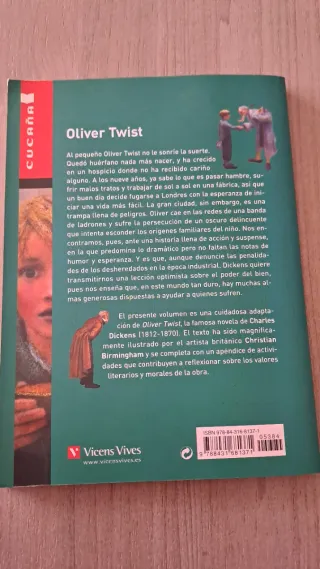 CUCAÑA
Oliver Twist
Al pequeño Oliver Twist no le sonríe la suerte.
Quedó huérfano nada más nacer, y ha crecido
en un hospicio donde no ha recibido cariño
alguno. A los nueve años, ya sabe lo que es pasar hambre, su-
frir malos tratos y trabajar de sol a sol en una fábrica, así que
un buen día decide fugarse a Londres con la esperanza de ini-
ciar una vida más fácil. La gran ciudad, sin embargo, es una
trampa llena de peligros. Oliver cae en las redes de una banda
de ladrones y sufre la persecución de un oscuro delincuente
que intenta esconder los orígenes familiares del niño. Nos en-
contramos, pues, ante una historia llena de acción y suspense,
en la que predomina lo dramático pero no faltan las notas de
humor y esperanza. Y es que, aunque denuncie las penalida-
des de los desheredados en la época industrial, Dickens quiere
transmitirnos una lección optimista sobre el poder del bien,
pues nos enseña que, en este mundo tan duro, hay muchas al-
mas generosas dispuestas a ayudar a quienes sufren.
El presente volumen es una cuidadosa adapta-
ción de Oliver Twist, la famosa novela de Charles
Dickens (1812-1870). El texto ha sido magnífica-
mente ilustrado por el artista británico Christian
Birmingham y se completa con un apéndice de activi-
dades que contribuyen a reflexionar sobre los valores
literarios y morales de la obra.
V
Vicens Vives
www.vicensvives.es
ISBN 978-84-316-8137-1
05584
9 788431 681371